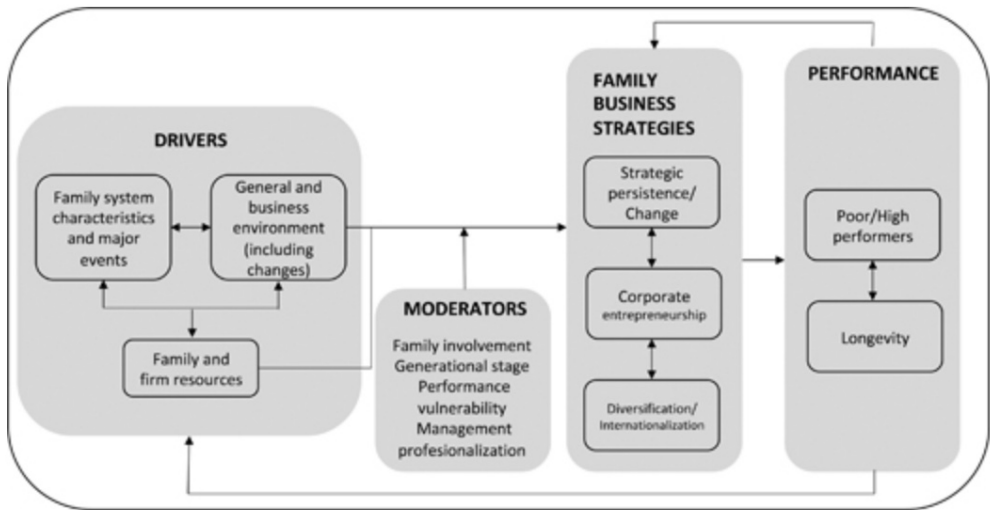 DRIVERS
Family system
characteristics
and major
events
General and
business
environment
(including
changes)
Family and
firm resources
MODERATORS
Family involvement
Generational stage
Performance
vulnerability
Management
profesionalization
FAMILY
BUSINESS
STRATEGIES
Strategic
persistence/
Change
Corporate
entrepreneurship
Diversification/
Internationalization
PERFORMANCE
Poor/High
performers
Longevity